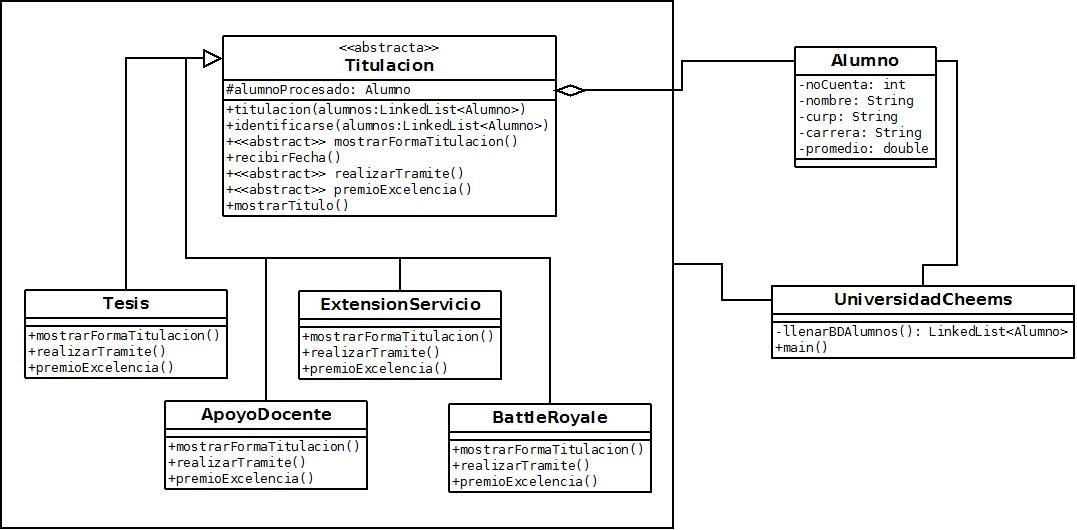 <<abstracta>>
Titulacion
#alumnoProcesado: Alumno
+titulacion(alumnos:LinkedList<Alumno>)
+identificarse(alumnos:LinkedList<Alumno>)
+<<abstract>> mostrarFormaTitulacion()
+recibirFecha()
+<<abstract>> realizarTramite()
+<<abstract>> premioExcelencia()
+mostrarTitulo()
Alumno
-noCuenta: int
-nombre: String
-curp: String
-carrera: String
-promedio: double
Tesis
+mostrarFormaTitulacion()
+realizarTramite()
+premioExcelencia()
ExtensionServicio
+mostrarFormaTitulacion()
+realizarTramite()
+premioExcelencia()
UniversidadCheems
-llenarBDAlumnos(): LinkedList<Alumno>
+main()
ApoyoDocente
+mostrarFormaTitulacion()
+realizarTramite()
+premioExcelencia()
BattleRoyale
+mostrarFormaTitulacion()
+realizarTramite()
+premioExcelencia()